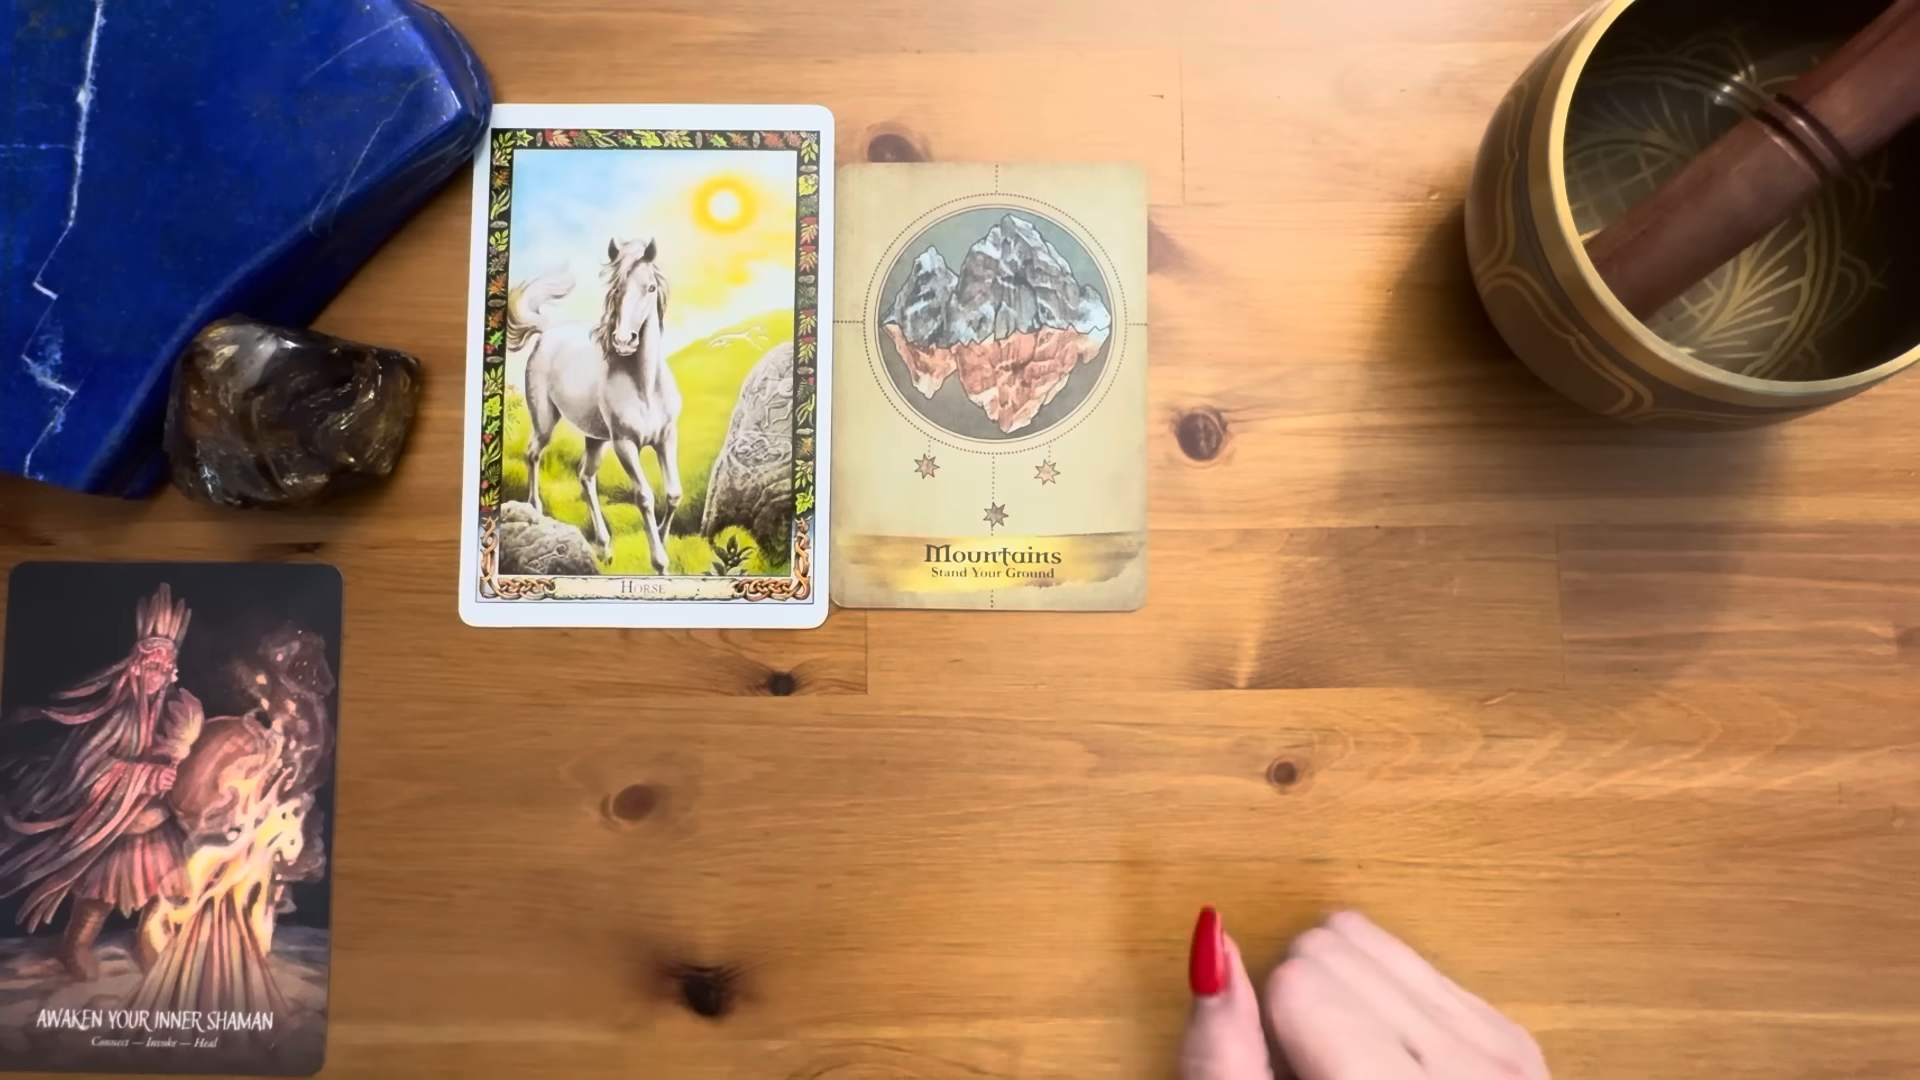 Horse
Mountains
Stand Your Ground
AWAKEN YOUR INNER SHAMAN
Connect — Invoke — Heal